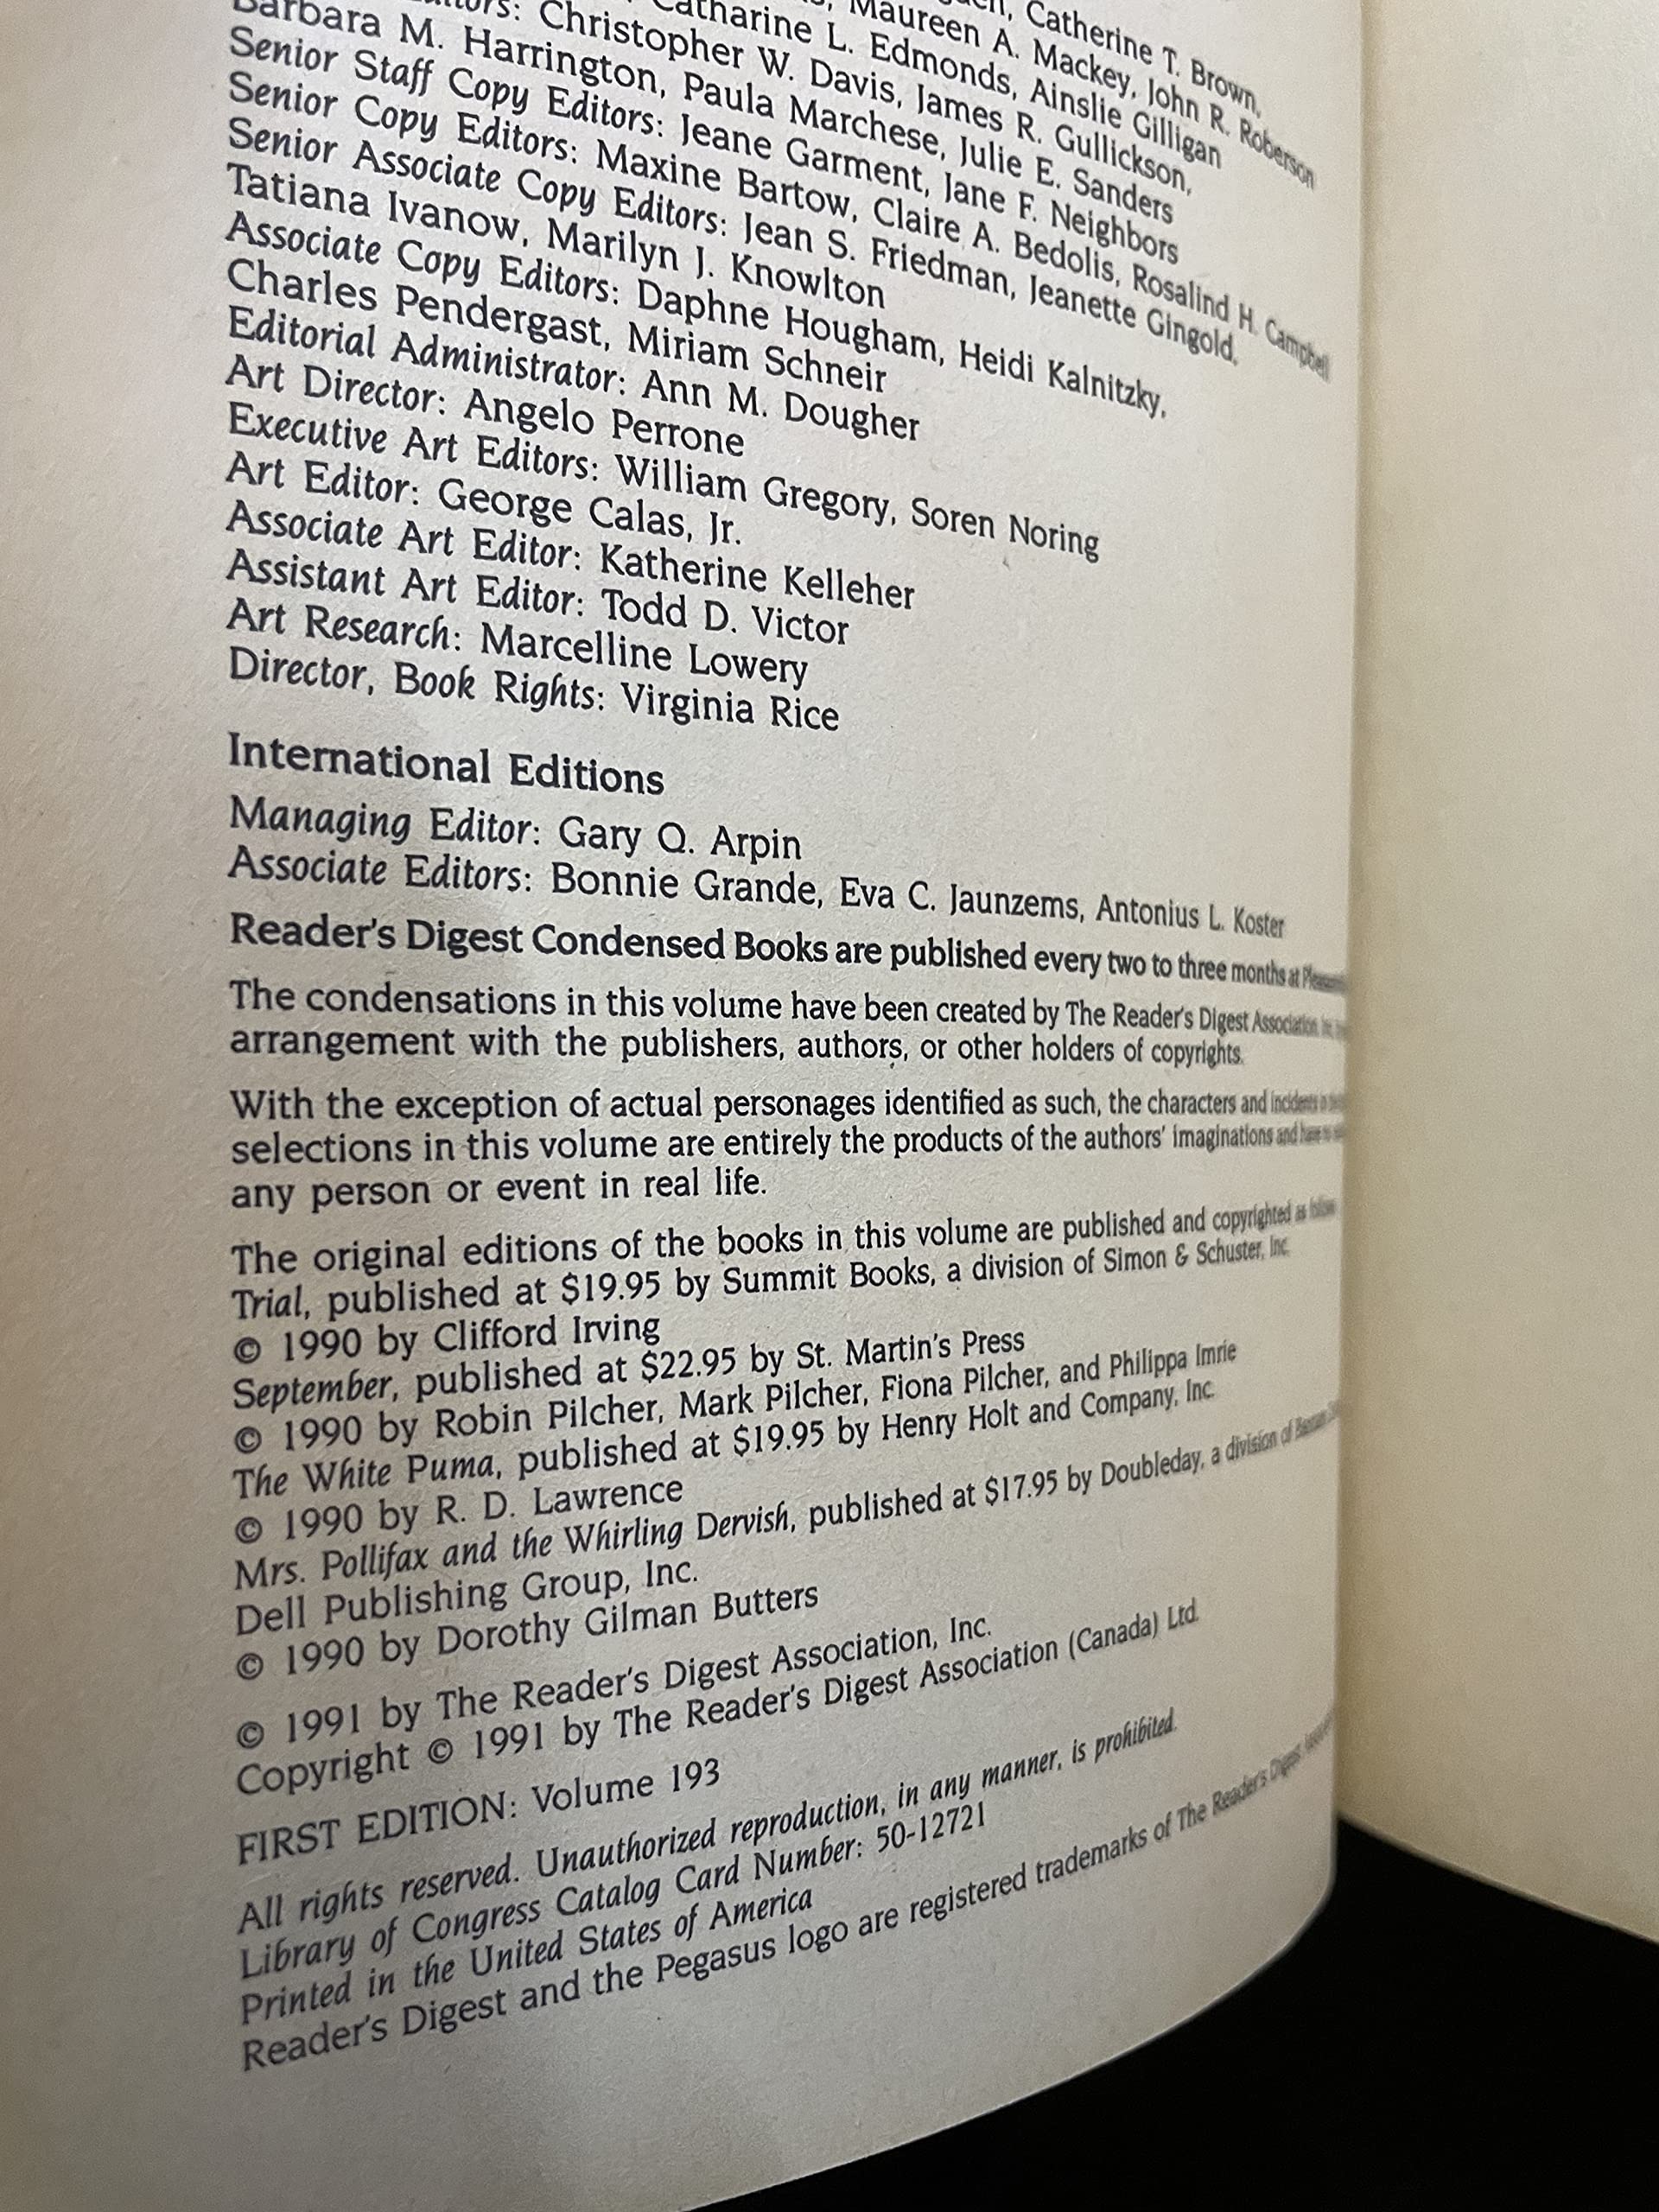 Catherine T. Brown,
Maureen A. Mackey, John R. Roberson
Catharine L. Edmonds, Ainslie Gilligan
Christopher W. Davis, James R. Gullickson,
Barbara M. Harrington, Paula Marchese, Julie E. Sanders
Senior Staff Copy Editors: Jeane Garment, Jane F. Neighbors
Senior Copy Editors: Maxine Bartow, Claire A. Bedolis, Rosalind H. Campbell
Senior Associate Copy Editors: Jean S. Friedman, Jeanette Gingold,
Tatiana Ivanow, Marilyn J. Knowlton
Associate Copy Editors: Daphne Hougham, Heidi Kalnitzky,
Charles Pendergast, Miriam Schneir
Editorial Administrator: Ann M. Dougher
Art Director: Angelo Perrone
Executive Art Editors: William Gregory, Soren Noring
Art Editor: George Calas, Jr.
Associate Art Editor: Katherine Kelleher
Assistant Art Editor: Todd D. Victor
Art Research: Marcelline Lowery
Director, Book Rights: Virginia Rice
International Editions
Managing Editor: Gary Q. Arpin
Associate Editors: Bonnie Grande, Eva C. Jaunzems, Antonius L. Koster
Reader's Digest Condensed Books are published every two to three months at
The condensations in this volume have been created by The Reader's Digest Association,
arrangement with the publishers, authors, or other holders of copyrights.
With the exception of actual personages identified as such, the characters and incidents
selections in this volume are entirely the products of the authors' imaginations and
any person or event in real life.
The original editions of the books in this volume are published and copyrighted as
Trial, published at $19.95 by Summit Books, a division of Simon & Schuster, Inc.
© 1990 by Clifford Irving
September, published at $22.95 by St. Martin's Press
© 1990 by Robin Pilcher, Mark Pilcher, Fiona Pilcher, and Philippa Imrie
The White Puma, published at $19.95 by Henry Holt and Company, Inc.
© 1990 by R. D. Lawrence
Mrs. Pollifax and the Whirling Dervish, published at $17.95 by Doubleday, a division of
Dell Publishing Group, Inc.
© 1990 by Dorothy Gilman Butters
© 1991 by The Reader's Digest Association, Inc.
Copyright © 1991 by The Reader's Digest Association (Canada) Ltd.
FIRST EDITION: Volume 193
All rights reserved. Unauthorized reproduction, in any manner, is prohibited.
Library of Congress Catalog Card Number: 50-12721
Printed in the United States of America
Reader's Digest and the Pegasus logo are registered trademarks of The Reader's Digest